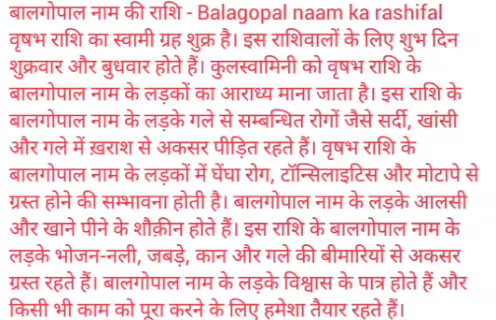 बालगोपाल नाम की राशि - Balagopal naam ka rashifal
वृषभ राशि का स्वामी ग्रह शुक्र है। इस राशिवालों के लिए शुभ दिन
शुक्रवार और बुधवार होते हैं। कुलस्वामिनी को वृषभ राशि के
बालगोपाल नाम के लड़कों का आराध्य माना जाता है। इस राशि के
बालगोपाल नाम के लड़के गले से सम्बन्धित रोगों जैसे सर्दी, खांसी
और गले में ख़राश से अकसर पीड़ित रहते हैं। वृषभ राशि के
बालगोपाल नाम के लड़कों में घेंघा रोग, टॉन्सिलाइटिस और मोटापे से
ग्रस्त होने की सम्भावना होती है। बालगोपाल नाम के लड़के आलसी
और खाने पीने के शौक़ीन होते हैं। इस राशि के बालगोपाल नाम के
लड़के भोजन-नली, जबड़े, कान और गले की बीमारियों से अकसर
ग्रस्त रहते हैं। बालगोपाल नाम के लड़के विश्वास के पात्र होते हैं और
किसी भी काम को पूरा करने के लिए हमेशा तैयार रहते हैं।